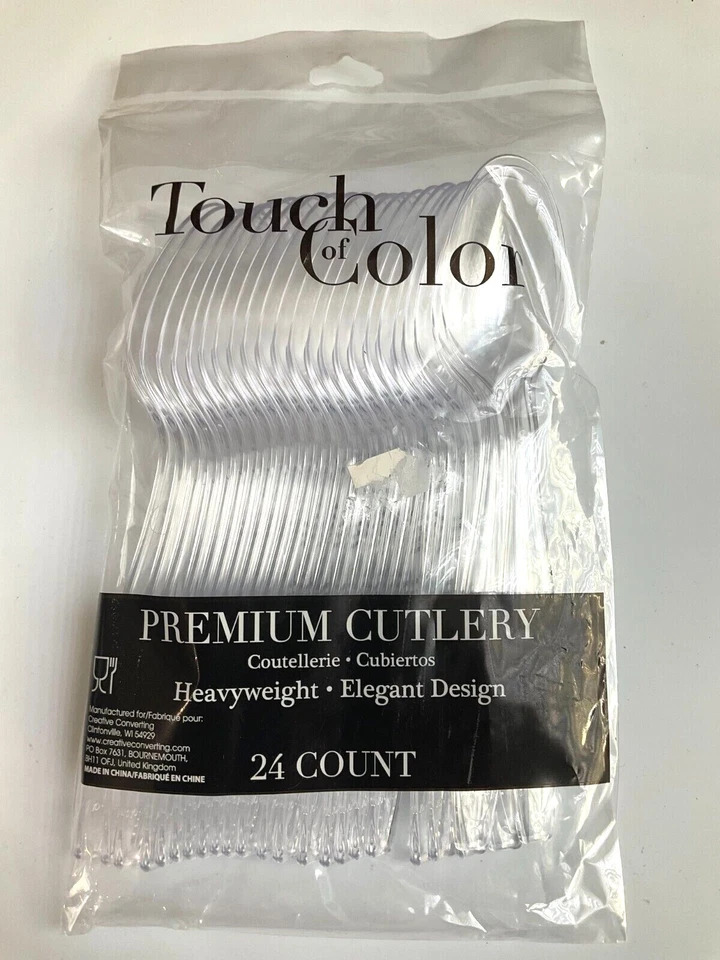 Touch
of
Color
PREMIUM CUTLERY
Coutellerie • Cubiertos
Heavyweight • Elegant Design
Manufactured for/Fabriqué pour:
Creative Converting
Clintonville, WI 54929
www.creativeconverting.com
PO Box 7631, BOURNEMOUTH,
BH11 OFJ, United Kingdom
MADE IN CHINA/FABRIQUÉ EN CHINE
24 COUNT